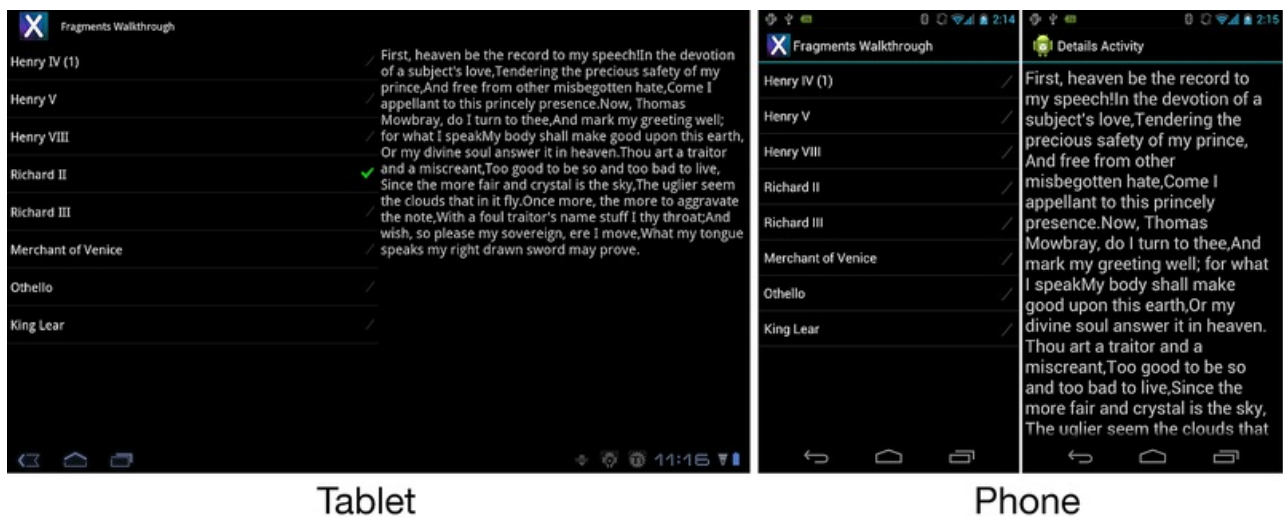 Fragments Walkthrough
Henry IV (1)
Henry V
Henry VIII
Richard II
Richard III
Merchant of Venice
Othello
King Lear
First, heaven be the record to my speech!In the devotion
of a subject's love,Tendering the precious safety of my
prince,And free from other misbegotten hate,Come I
appellant to this princely presence.Now, Thomas
Mowbray, do I turn to thee,And mark my greeting well;
for what I speakMy body shall make good upon this earth,
Or my divine soul answer it in heaven.Thou art a traitor
and a miscreant,Too good to be so and too bad to live,
Since the more fair and crystal is the sky,The uglier seem
the clouds that in it fly.Once more, the more to aggravate
the note,With a foul traitor's name stuff I thy throat;And
wish, so please my sovereign, ere I move,What my tongue
speaks my right drawn sword may prove.
11:16
Tablet
2:14
Fragments Walkthrough
Henry IV (1)
Henry V
Henry VIII
Richard II
Richard III
Merchant of Venice
Othello
King Lear
2:15
Details Activity
First, heaven be the record to
my speech!In the devotion of a
subject's love,Tendering the
precious safety of my prince,
And free from other
misbegotten hate,Come I
appellant to this princely
presence.Now, Thomas
Mowbray, do I turn to thee,And
mark my greeting well; for what
I speakMy body shall make
good upon this earth,Or my
divine soul answer it in heaven.
Thou art a traitor and a
miscreant,Too good to be so
and too bad to live,Since the
more fair and crystal is the sky,
The uglier seem the clouds that
Phone